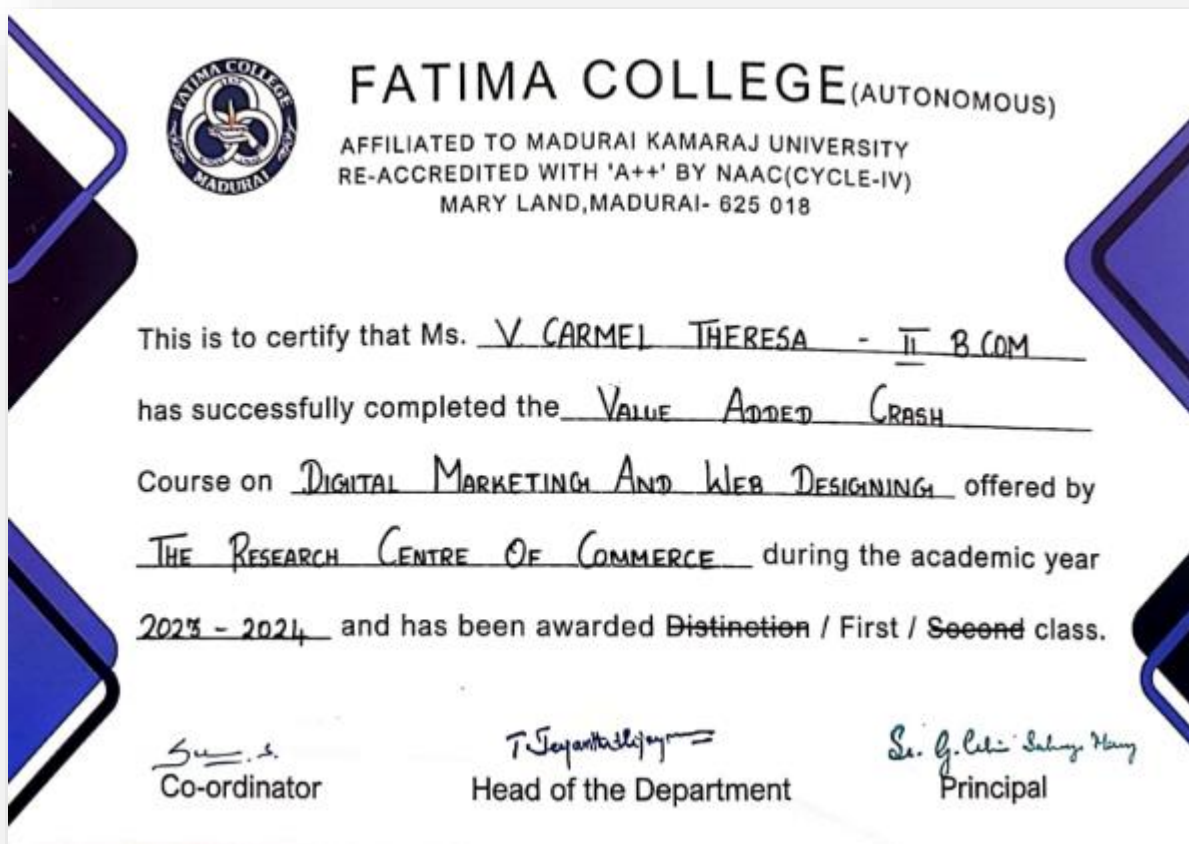 FATIMA COLLEGE
MADURAI
FATIMA COLLEGE(AUTONOMOUS)
AFFILIATED TO MADURAI KAMARAJ UNIVERSITY
RE-ACCREDITED WITH 'A++' BY NAAC(CYCLE-IV)
MARY LAND,MADURAI- 625 018
This is to certify that Ms. V CARMEL THERESA - II B.COM
has successfully completed the VALUE ADDED CRASH
Course on DIGITAL MARKETING AND WEB DESIGNING offered by
THE RESEARCH CENTRE OF COMMERCE during the academic year
2023 - 2024 and has been awarded Distinction / First / Second class.
Co-ordinator Head of the Department Principal